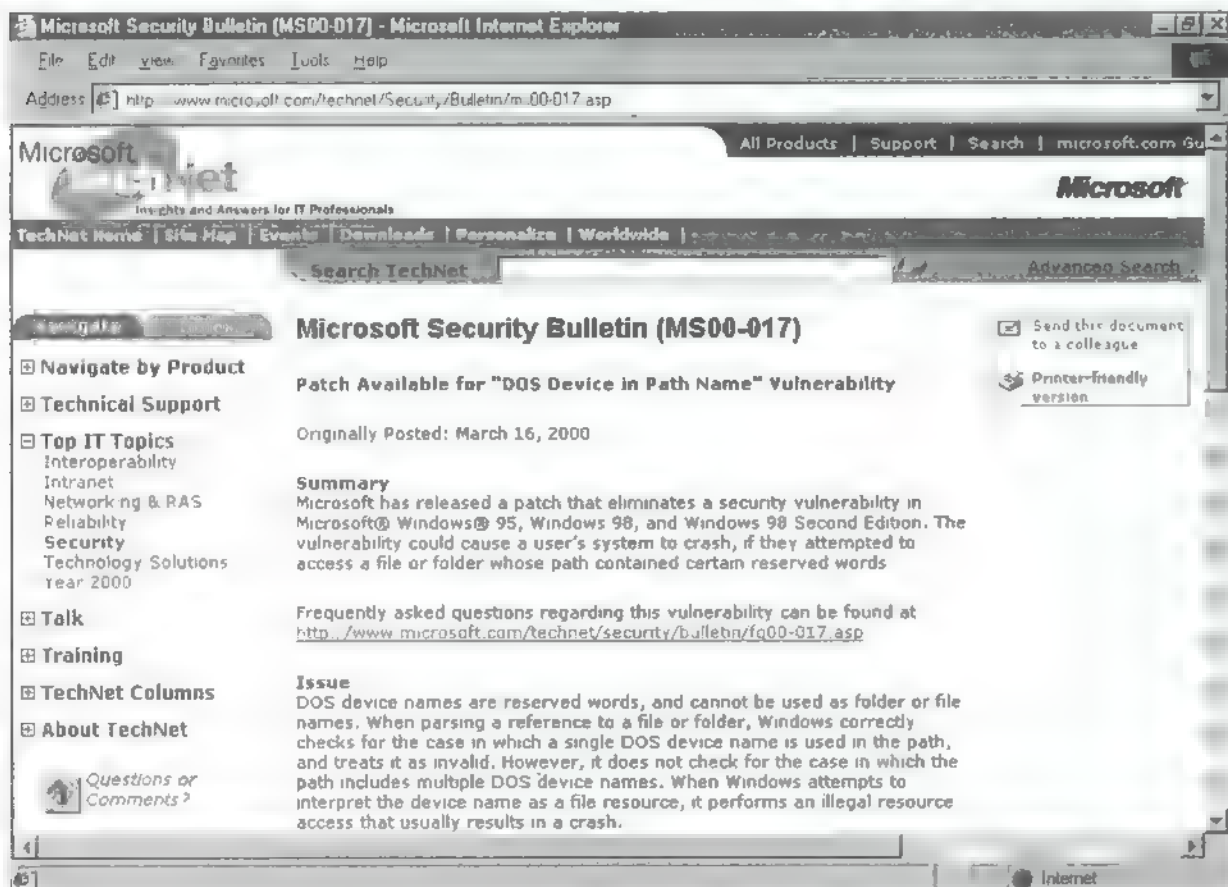 Microsoft Security Bulletin (MS00-017) - Microsoft Internet Explorer
File Edit View Favorites Tools Help
Address http www.microsoft.com/technet/Security/Bulletin/m 00-017 asp
All Products | Support | Search | microsoft.com Gu
Microsoft
Insights and Answers for IT Professionals
Microsoft
TechNet Home | Site Map | Events | Downloads | Personalize | Worldwide |
Search TechNet
Advanced Search
Navigate
Microsoft Security Bulletin (MS00-017)
Send this document
to a colleague
Printer-friendly
version
Navigate by Product
Technical Support
Top IT Topics
Interoperability
Intranet
Networking & RAS
Reliability
Security
Technology Solutions
Year 2000
Talk
Training
TechNet Columns
About TechNet
Questions or
Comments?
Patch Available for "DOS Device in Path Name" Vulnerability
Originally Posted: March 16, 2000
Summary
Microsoft has released a patch that eliminates a security vulnerability in
Microsoft® Windows® 95, Windows 98, and Windows 98 Second Edition. The
vulnerability could cause a user's system to crash, if they attempted to
access a file or folder whose path contained certain reserved words
Frequently asked questions regarding this vulnerability can be found at
http //www microsoft.com/technet/security/bulletin/fq00-017 asp
Issue
DOS device names are reserved words, and cannot be used as folder or file
names. When parsing a reference to a file or folder, Windows correctly
checks for the case in which a single DOS device name is used in the path,
and treats it as invalid. However, it does not check for the case in which the
path includes multiple DOS device names. When Windows attempts to
interpret the device name as a file resource, it performs an illegal resource
access that usually results in a crash.
Internet